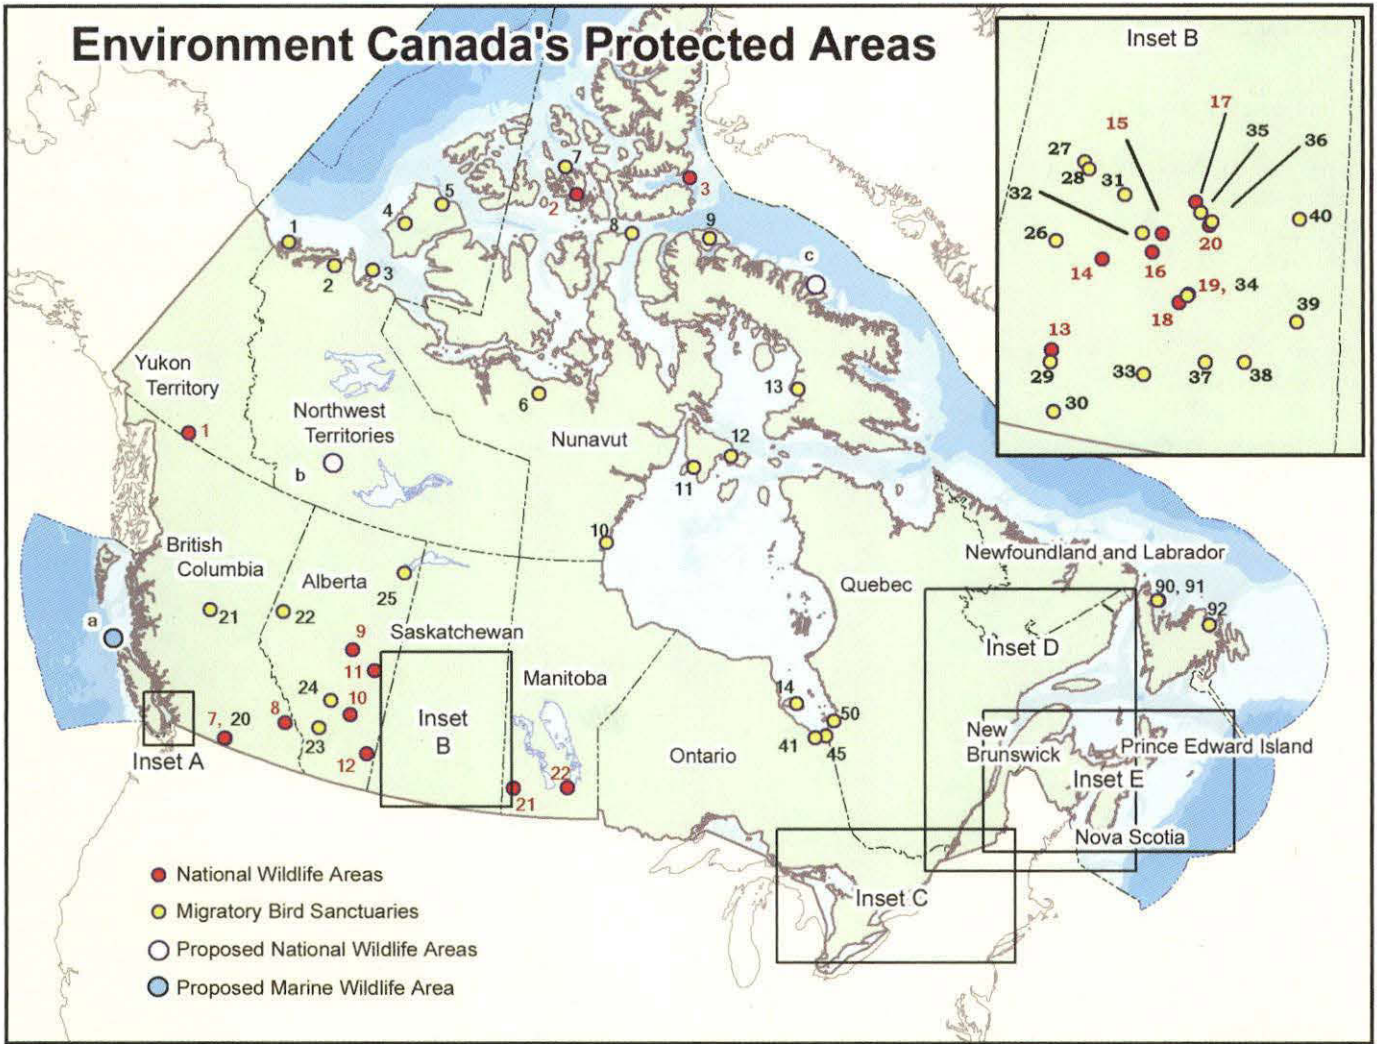 Environment Canada's Protected Areas
Inset B
17
15
35
36
27
28
31
32
26
40
20
14
16
19, 34
18
39
13
29
33
37
38
30
7
2
3
5
4
8
9
1
c
2
3
Yukon
Territory
6
13
Northwest
Territories
Nunavut
1
12
b
11
10
British
Columbia
Alberta
Newfoundland and Labrador
Quebec
25
90, 91
92
a
21
22
Saskatchewan
9
11
Inset D
Manitoba
24
10
14
8
7, 20
23
Inset
B
50
New
Brunswick
Prince Edward Island
41
45
Ontario
Inset A
12
22
21
Inset E
Nova Scotia
National Wildlife Areas
Inset C
Migratory Bird Sanctuaries
Proposed National Wildlife Areas
Proposed Marine Wildlife Area